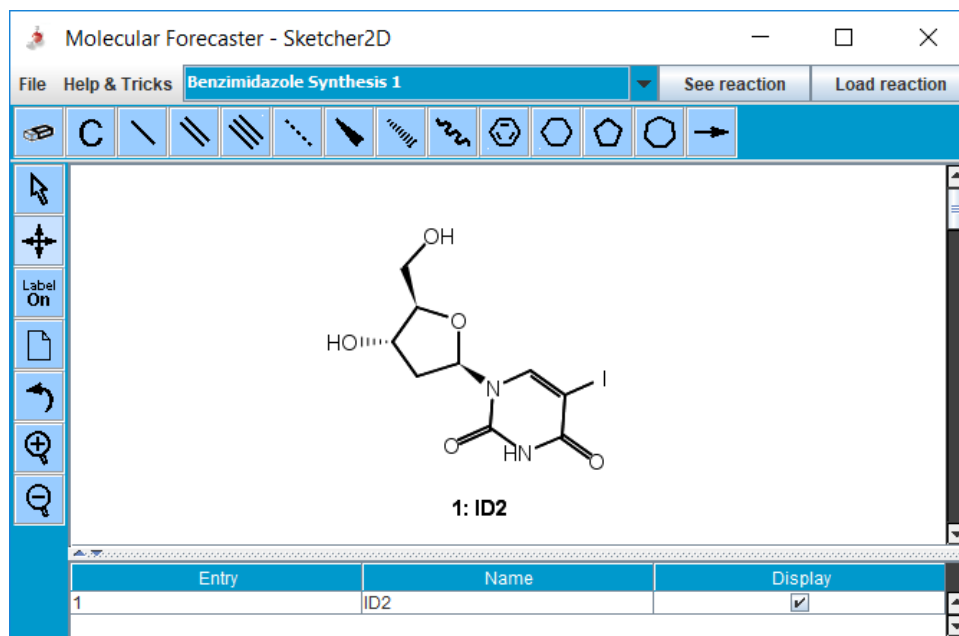 Molecular Forecaster - Sketcher2D
File Help & Tricks Benzimidazole Synthesis 1 See reaction Load reaction
C
Label
On
OH
O
HO
N I
O HN O
1: ID2
Entry Name Display
1 ID2